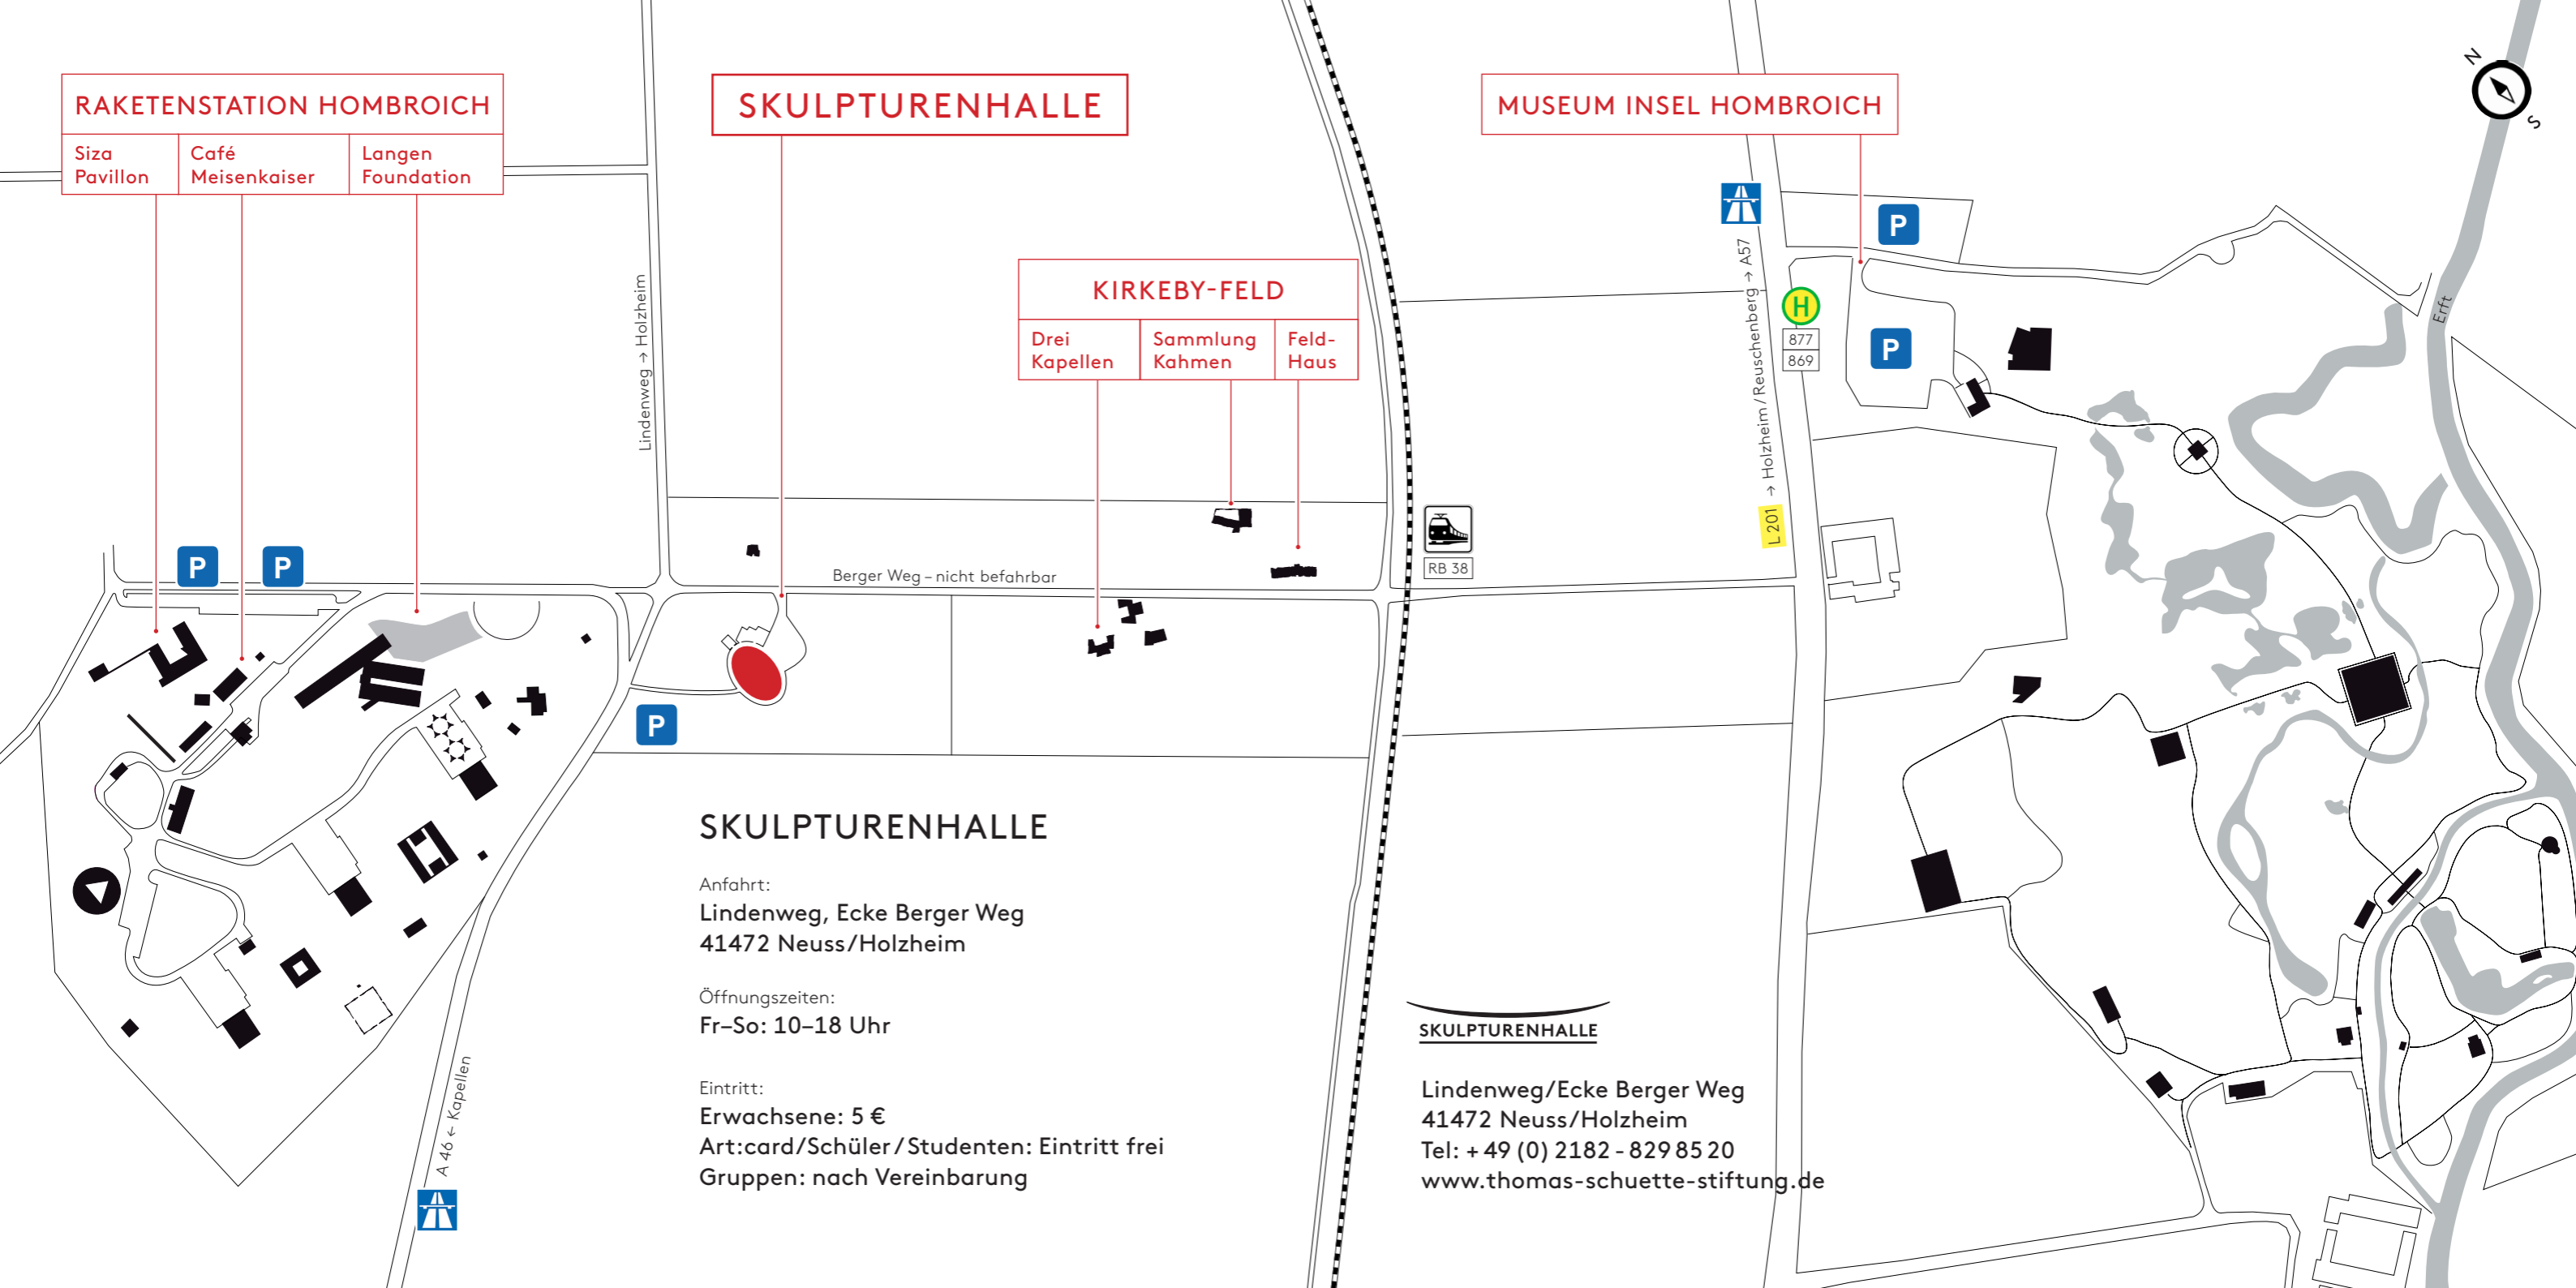 RAKETENSTATION HOMBROICH
Siza
Pavillon
Café
Meisenkaiser
Langen
Foundation
SKULPTURENHALLE
MUSEUM INSEL HOMBROICH
N
S
KIRKEBY-FELD
Drei
Kapellen
Sammlung
Kahmen
Feld-
Haus
Lindenweg → Holzheim
L 201 → Holzheim / Reuschenberg → A57
P
P
H
877
869
Erft
P
P
RB 38
Berger Weg – nicht befahrbar
P
A 46 ← Kapellen
SKULPTURENHALLE
Anfahrt:
Lindenweg, Ecke Berger Weg
41472 Neuss/Holzheim
Öffnungszeiten:
Fr–So: 10–18 Uhr
Eintritt:
Erwachsene: 5 €
Art:card/Schüler / Studenten: Eintritt frei
Gruppen: nach Vereinbarung
SKULPTURENHALLE
Lindenweg/Ecke Berger Weg
41472 Neuss/Holzheim
Tel: + 49 (0) 2182 - 829 85 20
www.thomas-schuette-stiftung.de